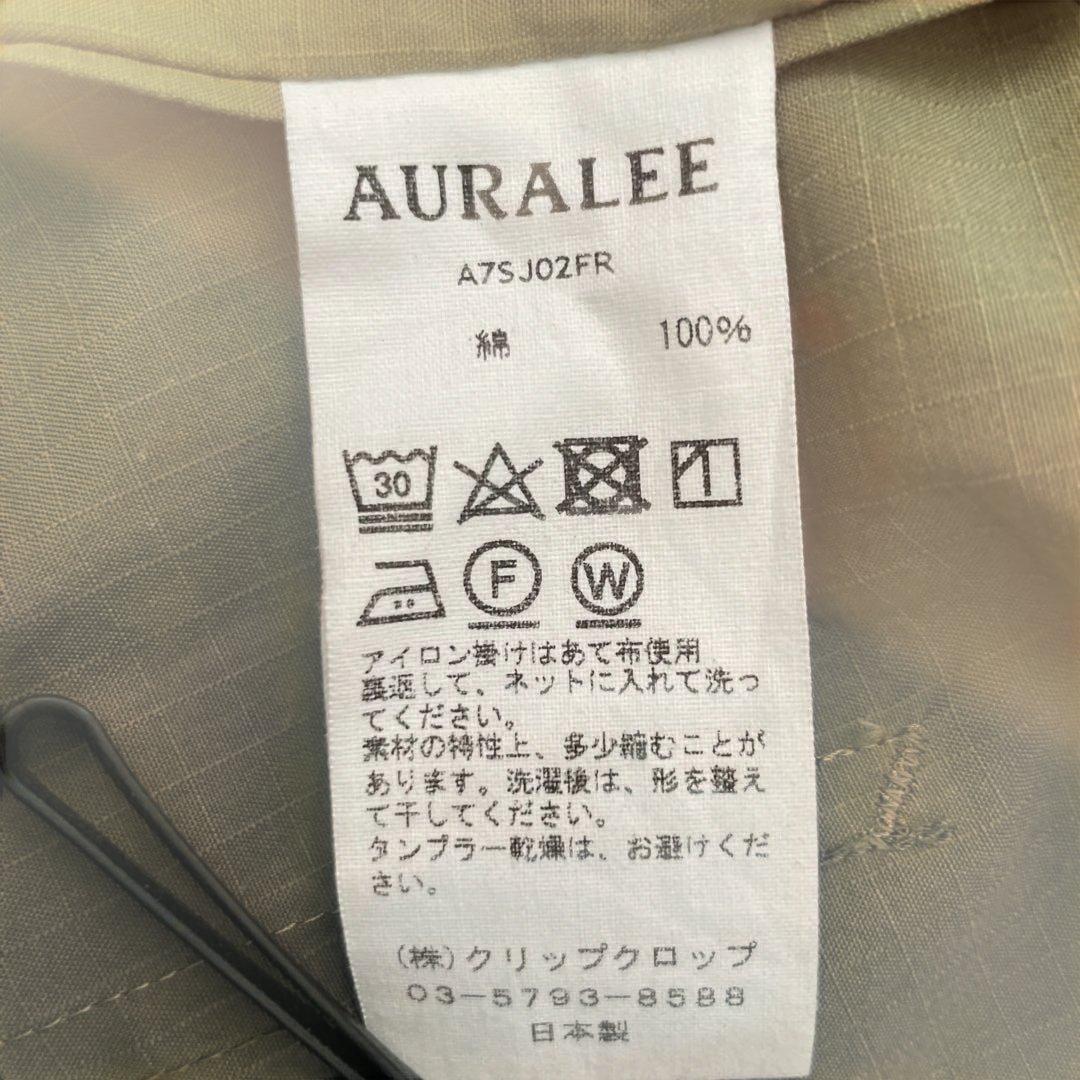 AURALEE
A7SJ02FR
綿 100%
30
F W
アイロン掛けはあて布使用
裏返して、ネットに入れて洗っ
てください。
素材の特性上、多少縮むことが
あります。洗濯後は、形を整え
て干してください。
タンブラー乾燥は、お避けくだ
さい。
(株)クリップクロップ
03-5793-8588
日本製